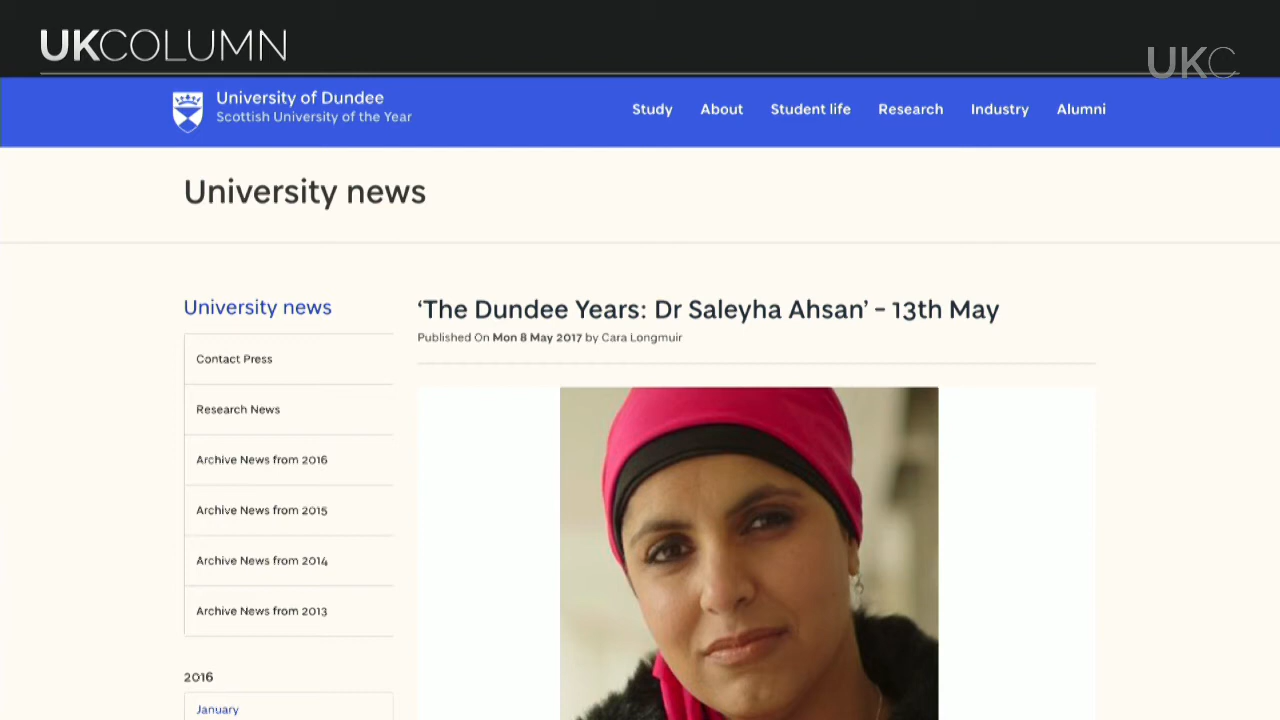 UKCOLUMN
UKC
University of Dundee
Scottish University of the Year
Study About Student life Research Industry Alumni
University news
University news
Contact Press
Research News
Archive News from 2016
Archive News from 2015
Archive News from 2014
Archive News from 2013
2016
January
‘The Dundee Years: Dr Saleyha Ahsan’ - 13th May
Published On Mon 8 May 2017 by Cara Longmuir